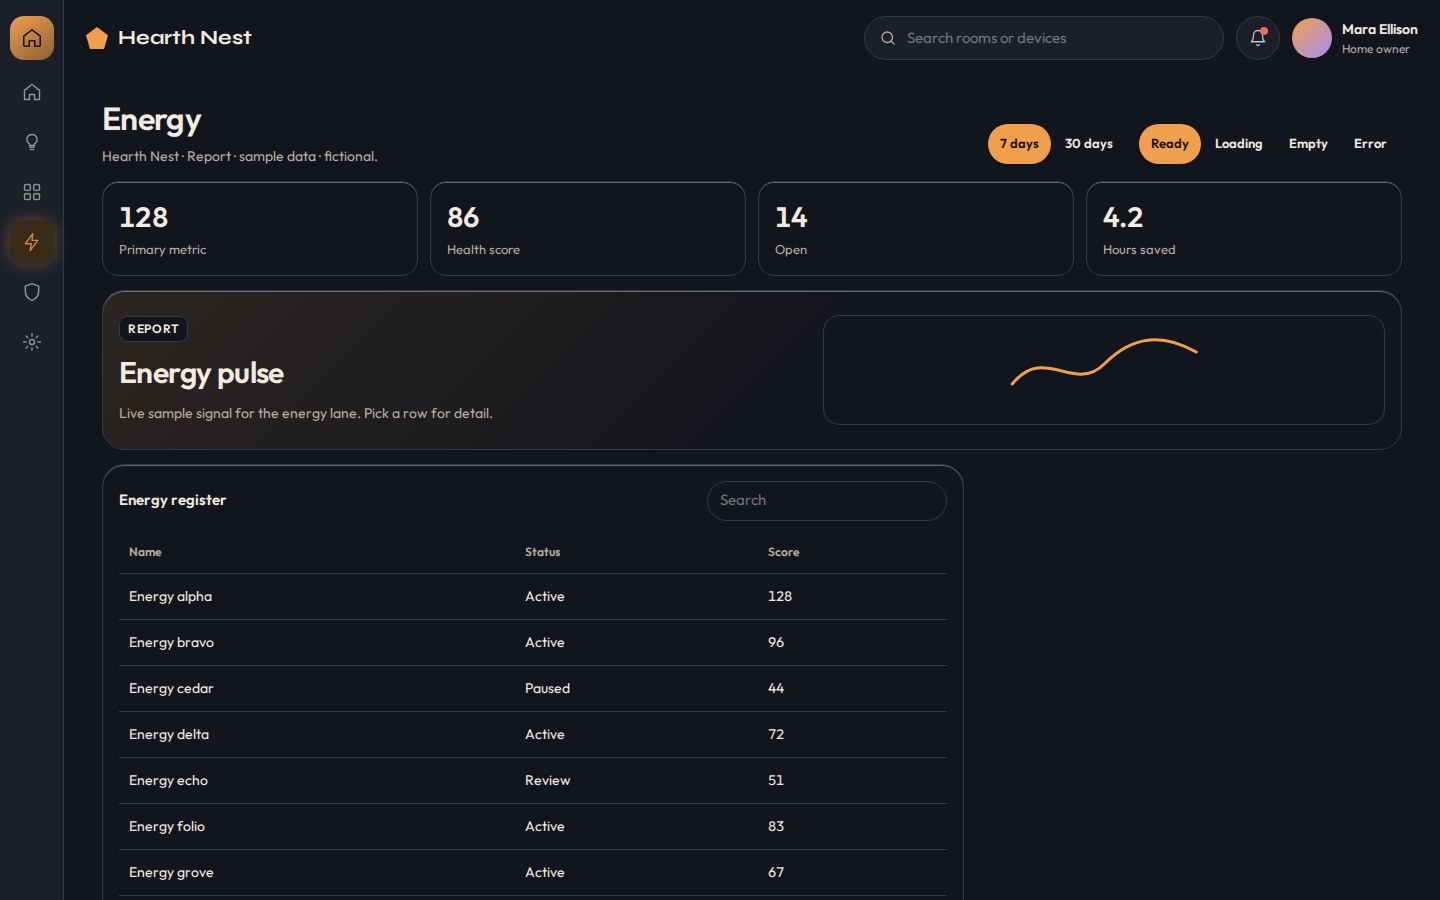 Hearth Nest
Search rooms or devices
Mara Ellison
Home owner
Energy
Hearth Nest · Report · sample data · fictional.
7 days
30 days
Ready
Loading
Empty
Error
128
Primary metric
86
Health score
14
Open
4.2
Hours saved
REPORT
Energy pulse
Live sample signal for the energy lane. Pick a row for detail.
Energy register
Search
Name Status Score
Energy alpha Active 128
Energy bravo Active 96
Energy cedar Paused 44
Energy delta Active 72
Energy echo Review 51
Energy folio Active 83
Energy grove Active 67